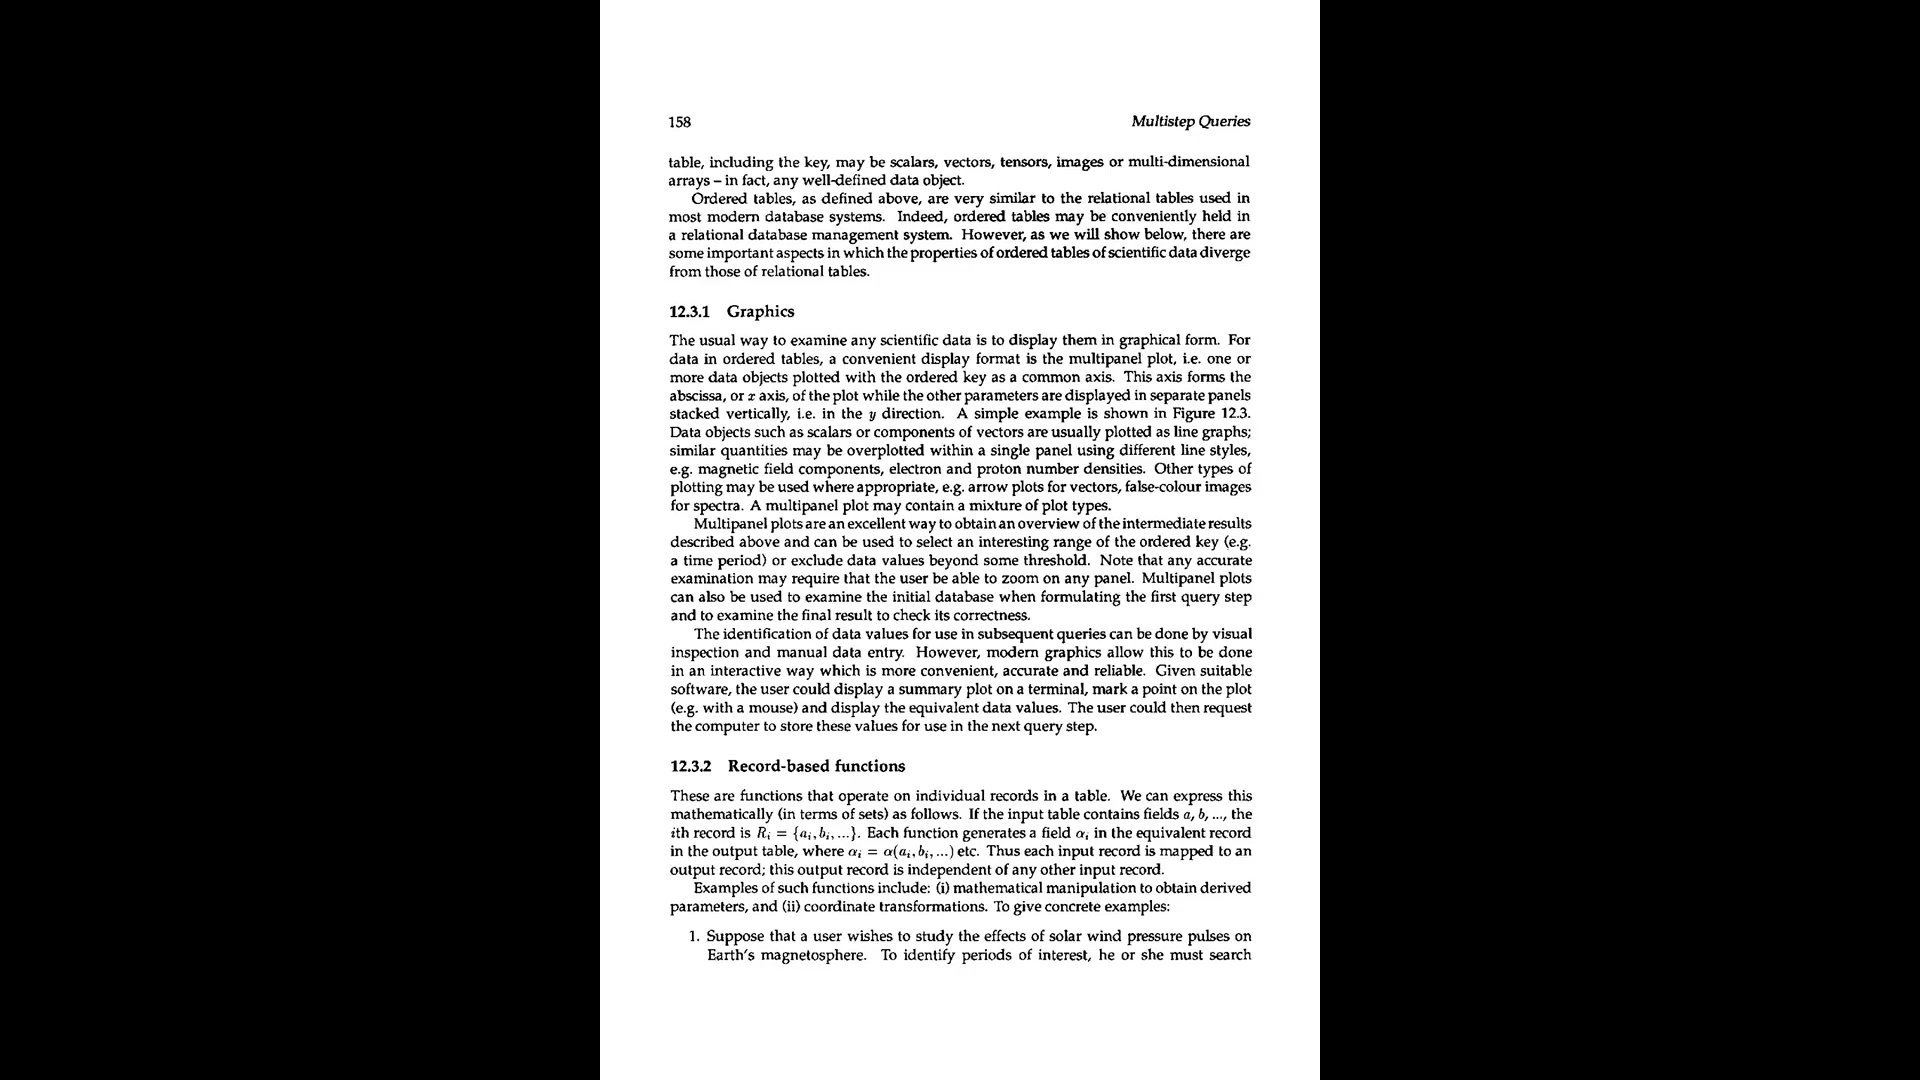 158 Multistep Queries
table, including the key, may be scalars, vectors, tensors, images or multi-dimensional
arrays – in fact, any well-defined data object.
Ordered tables, as defined above, are very similar to the relational tables used in
most modern database systems. Indeed, ordered tables may be conveniently held in
a relational database management system. However, as we will show below, there are
some important aspects in which the properties of ordered tables of scientific data diverge
from those of relational tables.
12.3.1 Graphics
The usual way to examine any scientific data is to display them in graphical form. For
data in ordered tables, a convenient display format is the multipanel plot, i.e. one or
more data objects plotted with the ordered key as a common axis. This axis forms the
abscissa, or x axis, of the plot while the other parameters are displayed in separate panels
stacked vertically, i.e. in the y direction. A simple example is shown in Figure 12.3.
Data objects such as scalars or components of vectors are usually plotted as line graphs;
similar quantities may be overplotted within a single panel using different line styles,
e.g. magnetic field components, electron and proton number densities. Other types of
plotting may be used where appropriate, e.g. arrow plots for vectors, false-colour images
for spectra. A multipanel plot may contain a mixture of plot types.
Multipanel plots are an excellent way to obtain an overview of the intermediate results
described above and can be used to select an interesting range of the ordered key (e.g.
a time period) or exclude data values beyond some threshold. Note that any accurate
examination may require that the user be able to zoom on any panel. Multipanel plots
can also be used to examine the initial database when formulating the first query step
and to examine the final result to check its correctness.
The identification of data values for use in subsequent queries can be done by visual
inspection and manual data entry. However, modern graphics allow this to be done
in an interactive way which is more convenient, accurate and reliable. Given suitable
software, the user could display a summary plot on a terminal, mark a point on the plot
(e.g. with a mouse) and display the equivalent data values. The user could then request
the computer to store these values for use in the next query step.
12.3.2 Record-based functions
These are functions that operate on individual records in a table. We can express this
mathematically (in terms of sets) as follows. If the input table contains fields a, b, ..., the
ith record is Rᵢ = {aᵢ, bᵢ, ...}. Each function generates a field αᵢ in the equivalent record
in the output table, where αᵢ = α(aᵢ, bᵢ, ...) etc. Thus each input record is mapped to an
output record; this output record is independent of any other input record.
Examples of such functions include: (i) mathematical manipulation to obtain derived
parameters, and (ii) coordinate transformations. To give concrete examples:
1. Suppose that a user wishes to study the effects of solar wind pressure pulses on
Earth's magnetosphere. To identify periods of interest, he or she must search